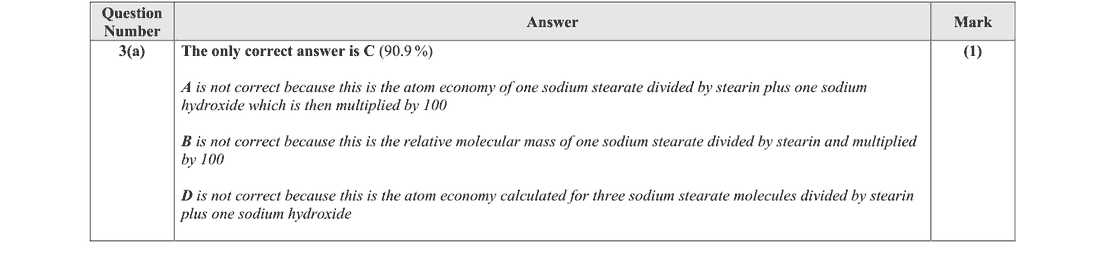 Question
Number
Answer
Mark
3(a)
The only correct answer is C (90.9%)
(1)
A is not correct because this is the atom economy of one sodium stearate divided by stearin plus one sodium
hydroxide which is then multiplied by 100
B is not correct because this is the relative molecular mass of one sodium stearate divided by stearin and multiplied
by 100
D is not correct because this is the atom economy calculated for three sodium stearate molecules divided by stearin
plus one sodium hydroxide